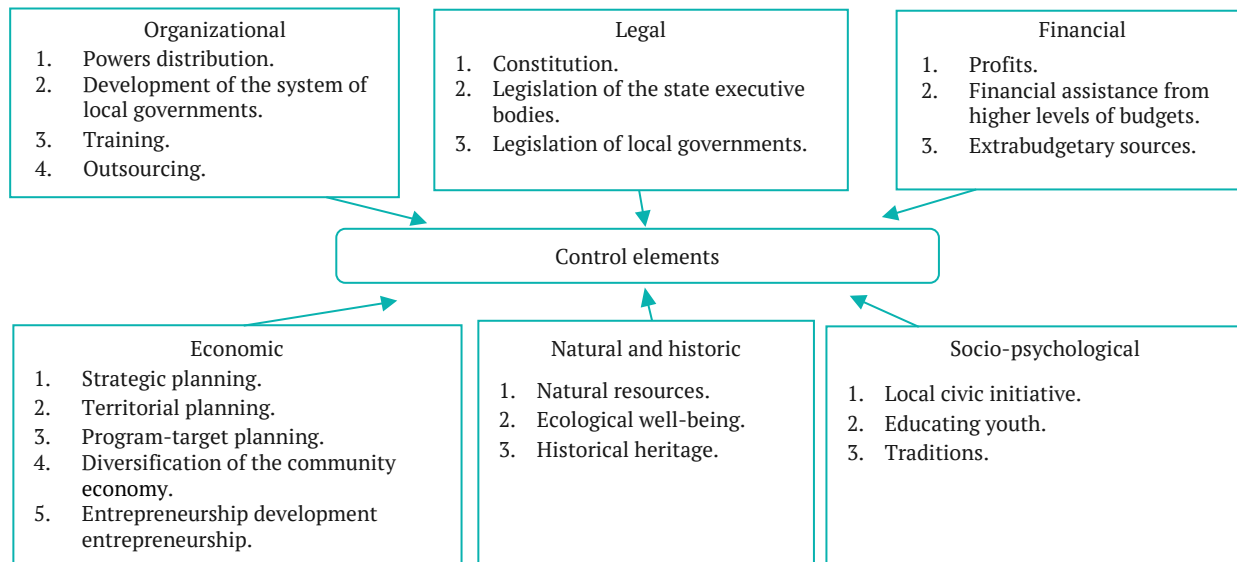 Organizational
1. Powers distribution.
2. Development of the system of
local governments.
3. Training.
4. Outsourcing.
Legal
1. Constitution.
2. Legislation of the state executive
bodies.
3. Legislation of local governments.
Financial
1. Profits.
2. Financial assistance from
higher levels of budgets.
3. Extrabudgetary sources.
Control elements
Economic
1. Strategic planning.
2. Territorial planning.
3. Program-target planning.
4. Diversification of the community
economy.
5. Entrepreneurship development
entrepreneurship.
Natural and historic
1. Natural resources.
2. Ecological well-being.
3. Historical heritage.
Socio-psychological
1. Local civic initiative.
2. Educating youth.
3. Traditions.